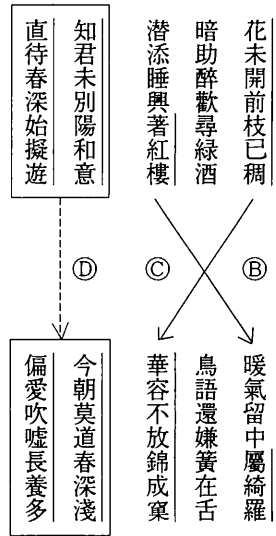 花未開前枝已稠
暗助醉歡尋綠酒
潜添睡興著紅樓
知君未別陽和意
直待春深始擬遊
Ⓑ
Ⓒ
Ⓓ
暖氣留中屬綺羅
鳥語還嫌簧在舌
華容不放錦成窠
今朝莫道春深淺
偏愛吹噓長養多